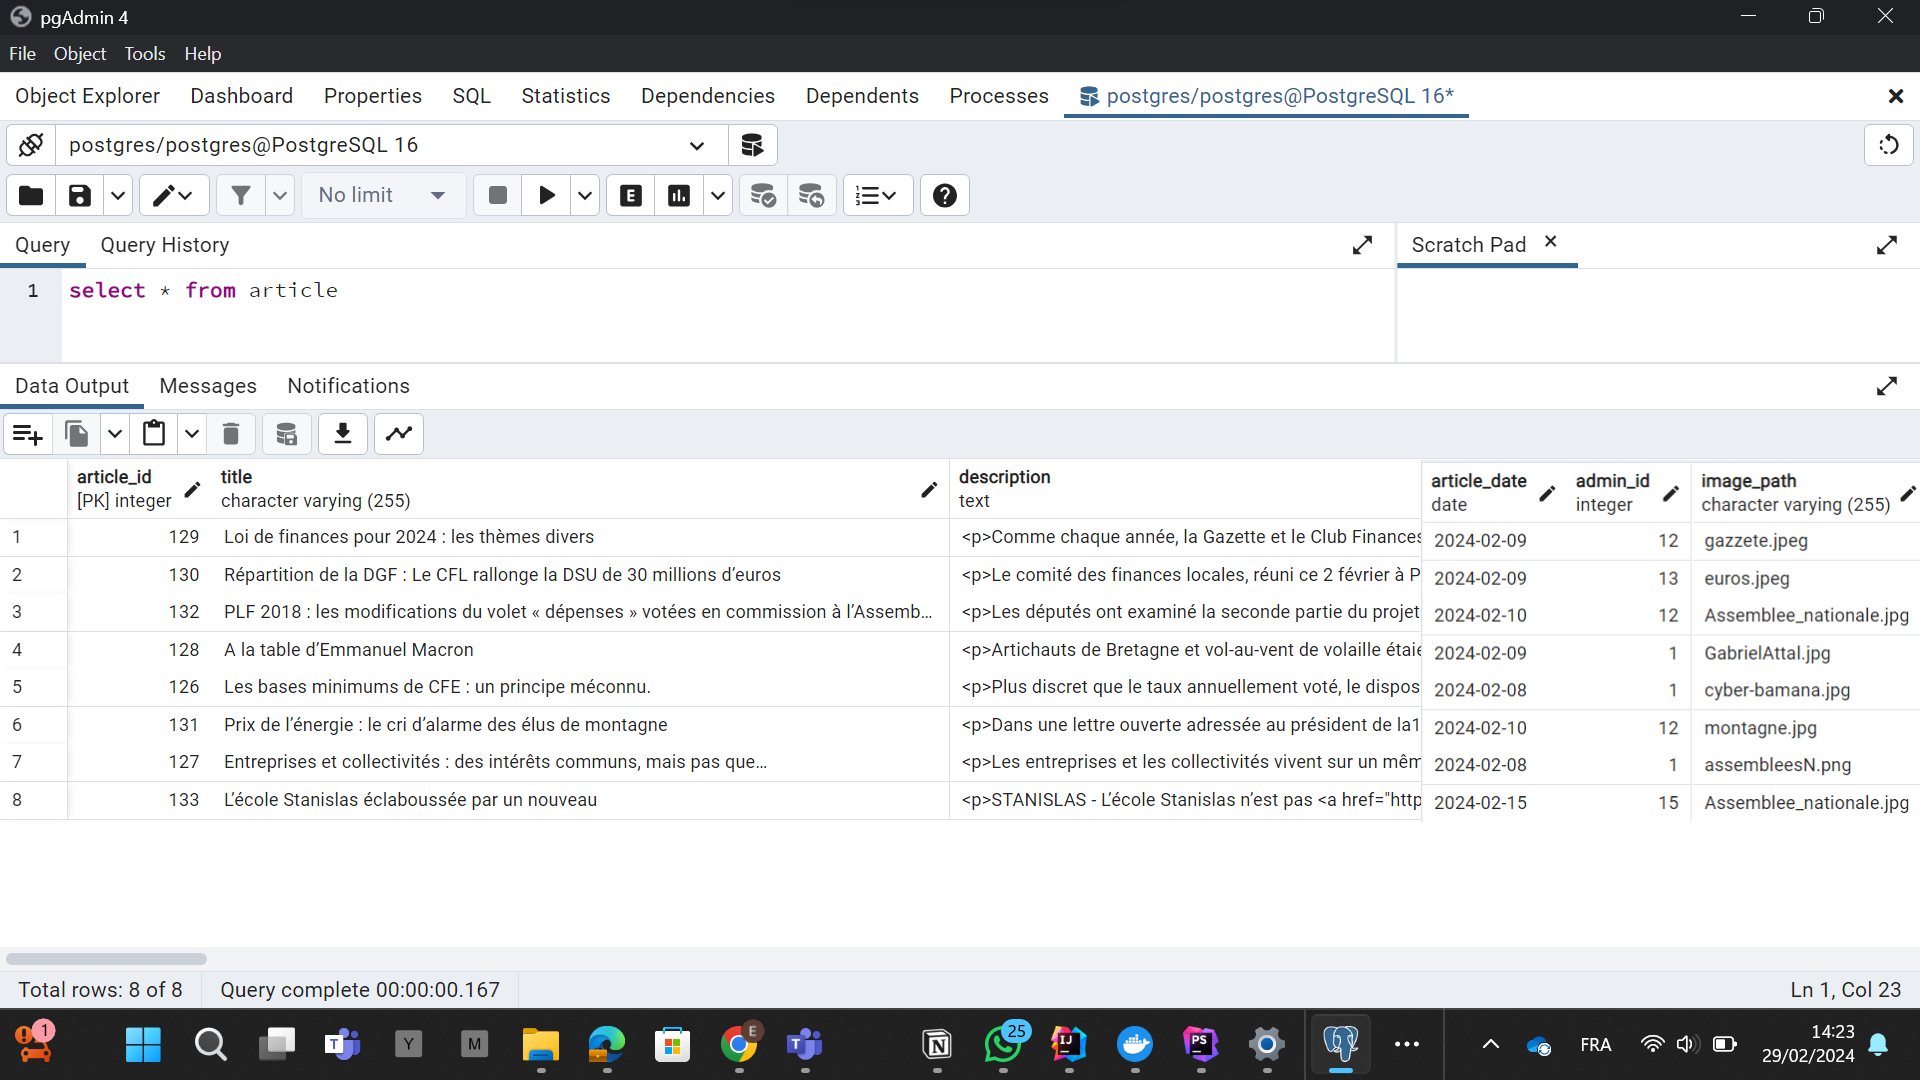 pgAdmin 4
File Object Tools Help
Object Explorer Dashboard Properties SQL Statistics Dependencies Dependents Processes postgres/postgres@PostgreSQL 16*
postgres/postgres@PostgreSQL 16
No limit E
Query Query History Scratch Pad
1 select * from article
Data Output Messages Notifications
article_id title description article_date admin_id image_path
[PK] integer character varying (255) text date integer character varying (255)
1 129 Loi de finances pour 2024 : les thèmes divers <p>Comme chaque année, la Gazette et le Club Finances 2024-02-09 12 gazzete.jpeg
2 130 Répartition de la DGF : Le CFL rallonge la DSU de 30 millions d’euros <p>Le comité des finances locales, réuni ce 2 février à P 2024-02-09 13 euros.jpeg
3 132 PLF 2018 : les modifications du volet « dépenses » votées en commission à l’Assemb... <p>Les députés ont examiné la seconde partie du projet 2024-02-10 12 Assemblee_nationale.jpg
4 128 A la table d’Emmanuel Macron <p>Artichauts de Bretagne et vol-au-vent de volaille étaie 2024-02-09 1 GabrielAttal.jpg
5 126 Les bases minimums de CFE : un principe méconnu. <p>Plus discret que le taux annuellement voté, le dispos 2024-02-08 1 cyber-bamana.jpg
6 131 Prix de l’énergie : le cri d’alarme des élus de montagne <p>Dans une lettre ouverte adressée au président de la1 2024-02-10 12 montagne.jpg
7 127 Entreprises et collectivités : des intérêts communs, mais pas que... <p>Les entreprises et les collectivités vivent sur un mêm 2024-02-08 1 assembleesN.png
8 133 L’école Stanislas éclaboussée par un nouveau <p>STANISLAS - L’école Stanislas n’est pas <a href="http 2024-02-15 15 Assemblee_nationale.jpg
Total rows: 8 of 8 Query complete 00:00:00.167 Ln 1, Col 23
1 T Y M E T N 25 IJ PS FRA 14:23
29/02/2024